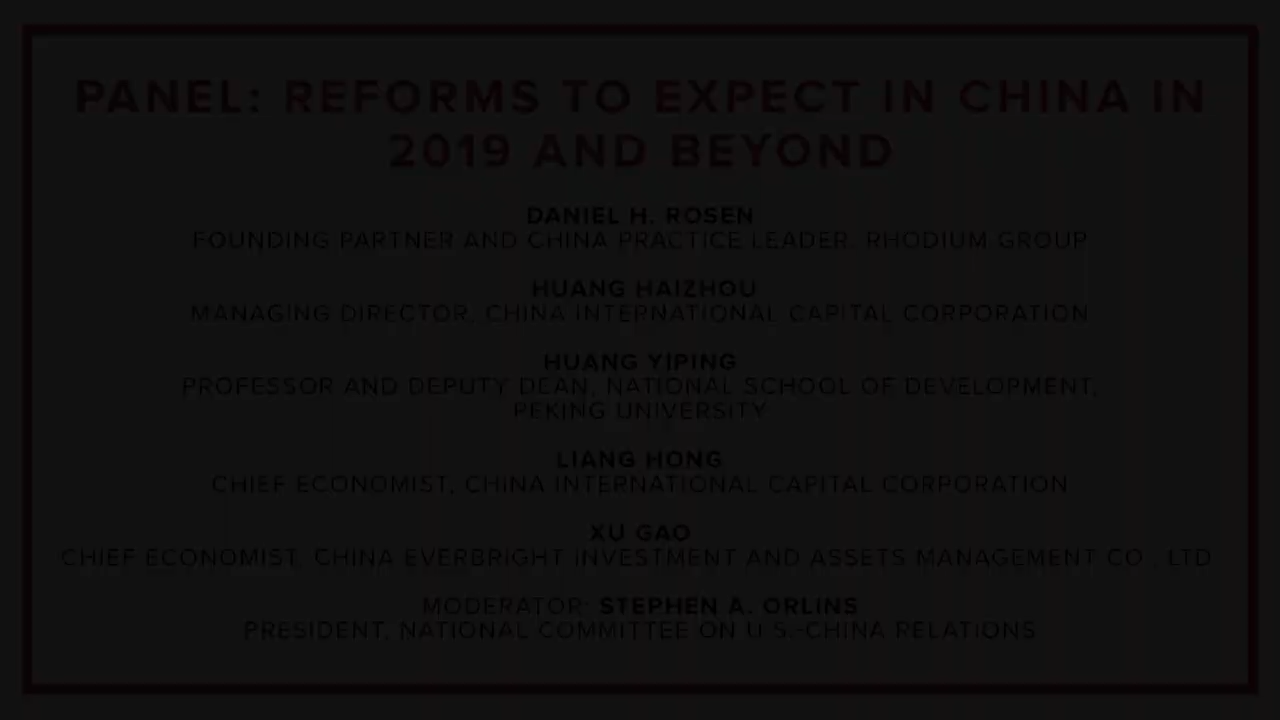 PANEL: REFORMS TO EXPECT IN CHINA IN
2019 AND BEYOND
DANIEL H. ROSEN
FOUNDING PARTNER AND CHINA PRACTICE LEADER, RHODIUM GROUP
HUANG HAIZHOU
MANAGING DIRECTOR, CHINA INTERNATIONAL CAPITAL CORPORATION
HUANG YIPING
PROFESSOR AND DEPUTY DEAN, NATIONAL SCHOOL OF DEVELOPMENT,
PEKING UNIVERSITY
LIANG HONG
CHIEF ECONOMIST, CHINA INTERNATIONAL CAPITAL CORPORATION
XU GAO
CHIEF ECONOMIST, CHINA EVERBRIGHT INVESTMENT AND ASSETS MANAGEMENT CO., LTD
MODERATOR: STEPHEN A. ORLINS
PRESIDENT, NATIONAL COMMITTEE ON U.S.-CHINA RELATIONS